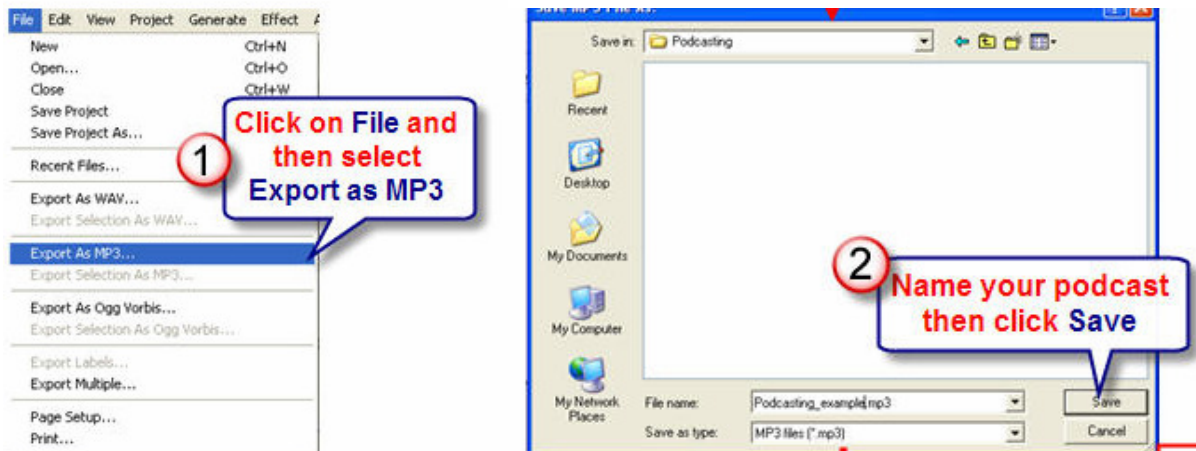 File Edit View Project Generate Effect
New Ctrl+N
Open... Ctrl+O
Close Ctrl+W
Save Project
Save Project As...
Recent Files...
Export As WAV...
Export Selection As WAV...
Export As MP3...
Export Selection As MP3...
Export As Ogg Vorbis...
Export Selection As Ogg Vorbis...
Export Labels...
Export Multiple...
Page Setup...
Print...
1
Click on File and
then select
Export as MP3
Save MP3 File As:
Save in: Podcasting
Recent
Desktop
My Documents
My Computer
My Network
Places
File name: Podcasting_example.mp3
Save as type: MP3 files (*.mp3)
Save
Cancel
2
Name your podcast
then click Save